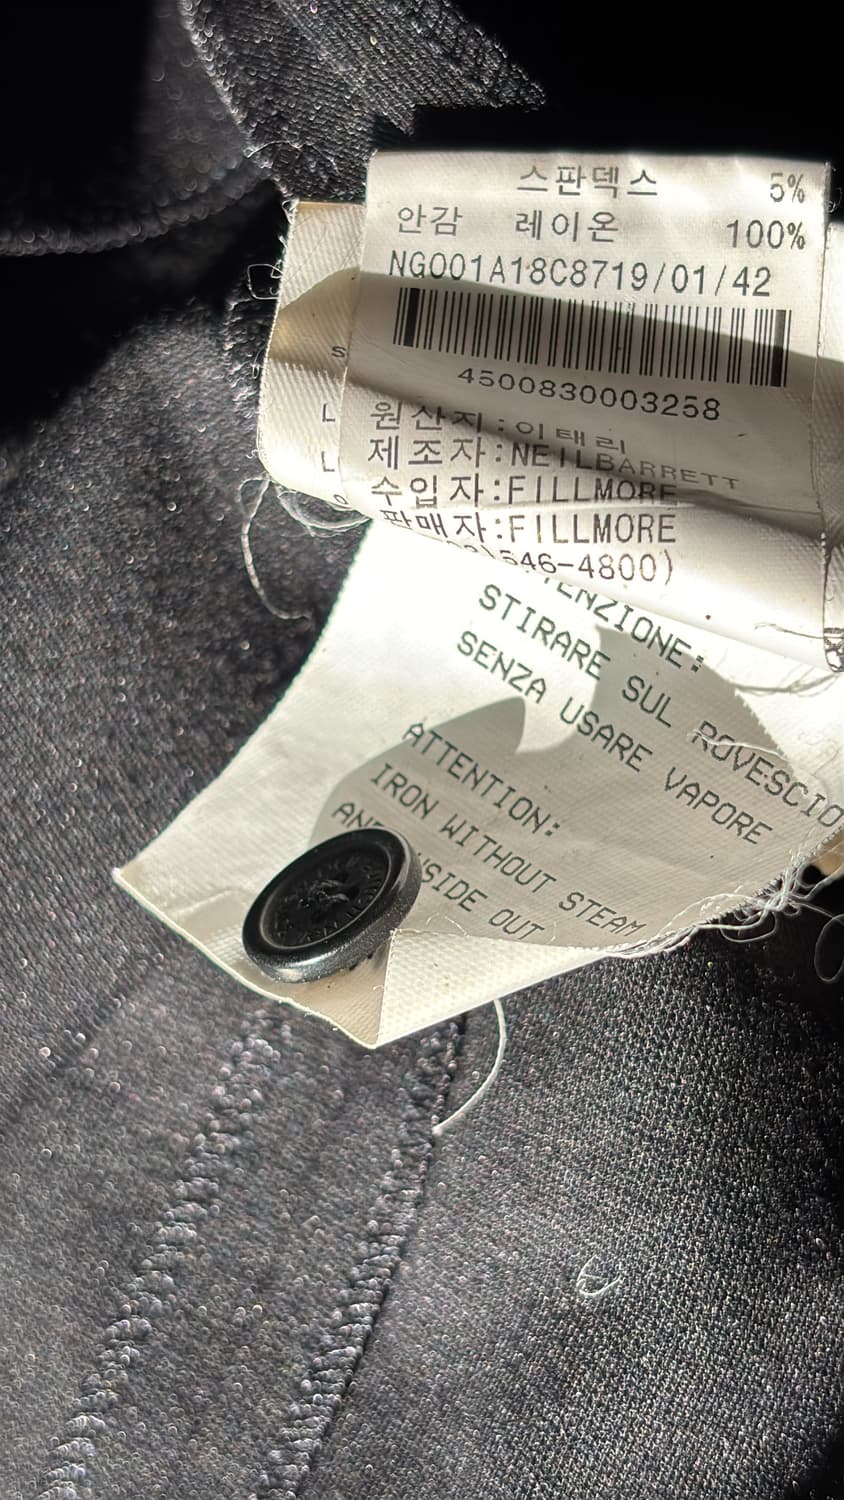 스판덱스 5%
안감 레이온 100%
NG001A18C8719/01/42
4500830003258
원산지:이태리
제조자:NEILBARRETT
수입자:FILLMORE
판매자:FILLMORE
546-4800)
STIRARE SUL ROVESCIO
SENZA USARE VAPORE
ATTENTION:
IRON WITHOUT STEAM
OUT